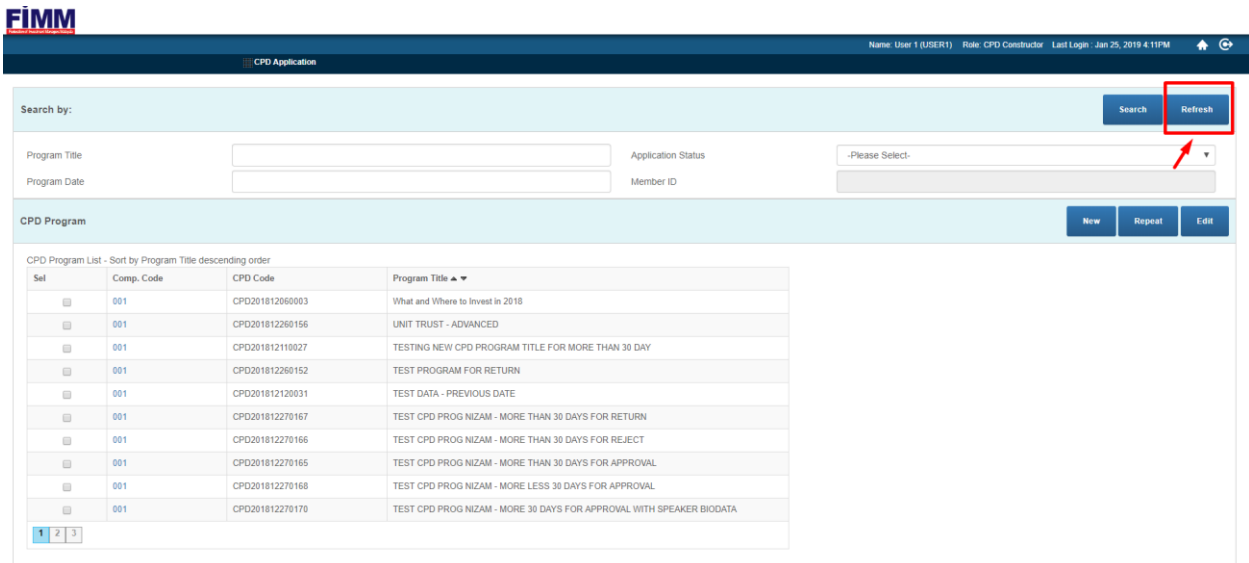 FiMM
Federation of Investment Managers Malaysia
Name: User 1 (USER1) Role: CPD Constructor Last Login : Jan 25, 2019 4:11PM
CPD Application
Search by:
Search Refresh
Program Title Application Status -Please Select-
Program Date Member ID
CPD Program New Repeat Edit
CPD Program List - Sort by Program Title descending order
Sel Comp. Code CPD Code Program Title
001 CPD201812060003 What and Where to Invest in 2018
001 CPD201812260156 UNIT TRUST - ADVANCED
001 CPD201812110027 TESTING NEW CPD PROGRAM TITLE FOR MORE THAN 30 DAY
001 CPD201812260152 TEST PROGRAM FOR RETURN
001 CPD201812120031 TEST DATA - PREVIOUS DATE
001 CPD201812270167 TEST CPD PROG NIZAM - MORE THAN 30 DAYS FOR RETURN
001 CPD201812270166 TEST CPD PROG NIZAM - MORE THAN 30 DAYS FOR REJECT
001 CPD201812270165 TEST CPD PROG NIZAM - MORE THAN 30 DAYS FOR APPROVAL
001 CPD201812270168 TEST CPD PROG NIZAM - MORE LESS 30 DAYS FOR APPROVAL
001 CPD201812270170 TEST CPD PROG NIZAM - MORE 30 DAYS FOR APPROVAL WITH SPEAKER BIODATA
1 2 3